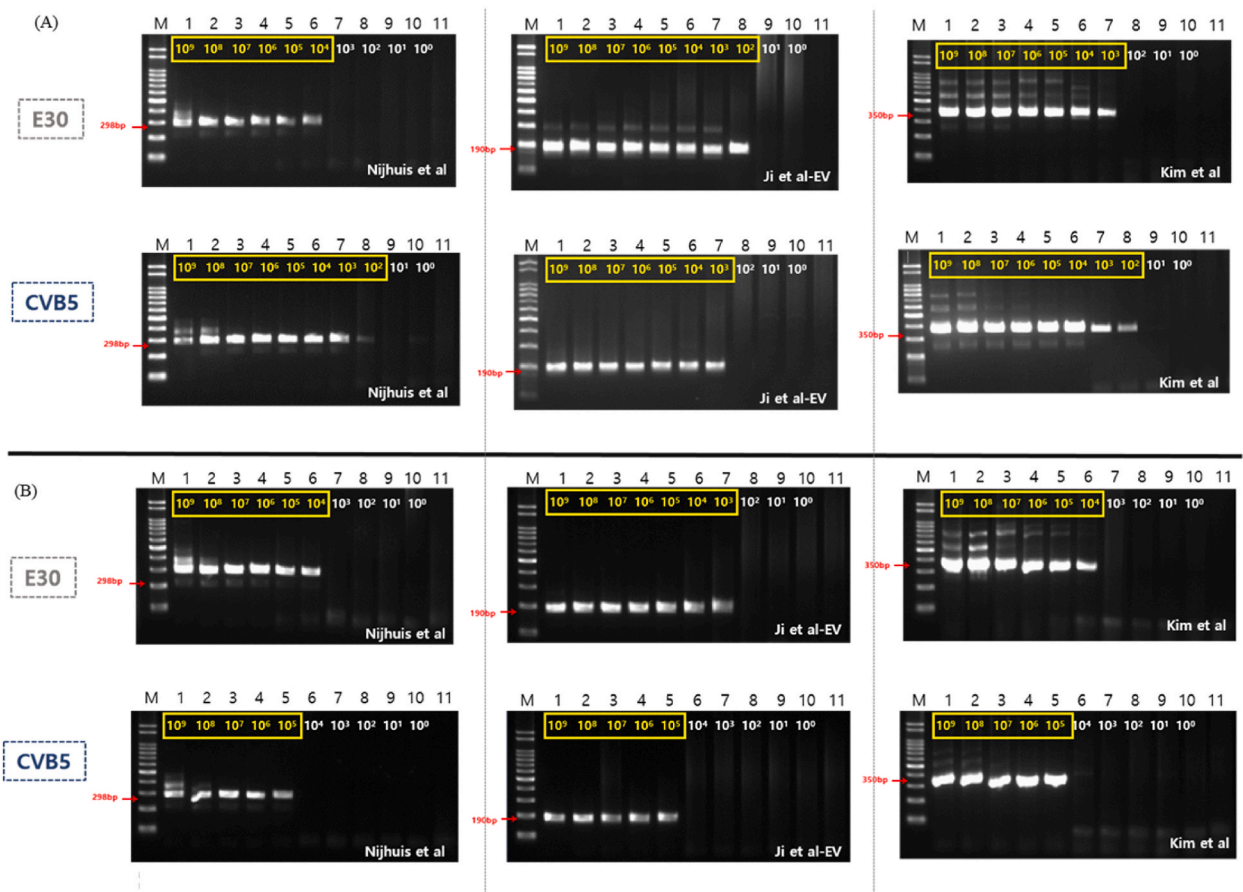 (A)
E30
M 1 2 3 4 5 6 7 8 9 10 11
10⁹ 10⁸ 10⁷ 10⁶ 10⁵ 10⁴ 10³ 10² 10¹ 10⁰
298bp
Nijhuis et al
M 1 2 3 4 5 6 7 8 9 10 11
10⁹ 10⁸ 10⁷ 10⁶ 10⁵ 10⁴ 10³ 10² 10¹ 10⁰
190bp
Ji et al-EV
M 1 2 3 4 5 6 7 8 9 10 11
10⁹ 10⁸ 10⁷ 10⁶ 10⁵ 10⁴ 10³ 10² 10¹ 10⁰
350bp
Kim et al
CVB5
M 1 2 3 4 5 6 7 8 9 10 11
10⁹ 10⁸ 10⁷ 10⁶ 10⁵ 10⁴ 10³ 10² 10¹ 10⁰
298bp
Nijhuis et al
M 1 2 3 4 5 6 7 8 9 10 11
10⁹ 10⁸ 10⁷ 10⁶ 10⁵ 10⁴ 10³ 10² 10¹ 10⁰
190bp
Ji et al-EV
M 1 2 3 4 5 6 7 8 9 10 11
10⁹ 10⁸ 10⁷ 10⁶ 10⁵ 10⁴ 10³ 10² 10¹ 10⁰
350bp
Kim et al
(B)
E30
M 1 2 3 4 5 6 7 8 9 10 11
10⁹ 10⁸ 10⁷ 10⁶ 10⁵ 10⁴ 10³ 10² 10¹ 10⁰
298bp
Nijhuis et al
M 1 2 3 4 5 6 7 8 9 10 11
10⁹ 10⁸ 10⁷ 10⁶ 10⁵ 10⁴ 10³ 10² 10¹ 10⁰
190bp
Ji et al-EV
M 1 2 3 4 5 6 7 8 9 10 11
10⁹ 10⁸ 10⁷ 10⁶ 10⁵ 10⁴ 10³ 10² 10¹ 10⁰
350bp
Kim et al
CVB5
M 1 2 3 4 5 6 7 8 9 10 11
10⁹ 10⁸ 10⁷ 10⁶ 10⁵ 10⁴ 10³ 10² 10¹ 10⁰
298bp
Nijhuis et al
M 1 2 3 4 5 6 7 8 9 10 11
10⁹ 10⁸ 10⁷ 10⁶ 10⁵ 10⁴ 10³ 10² 10¹ 10⁰
190bp
Ji et al-EV
M 1 2 3 4 5 6 7 8 9 10 11
10⁹ 10⁸ 10⁷ 10⁶ 10⁵ 10⁴ 10³ 10² 10¹ 10⁰
350bp
Kim et al